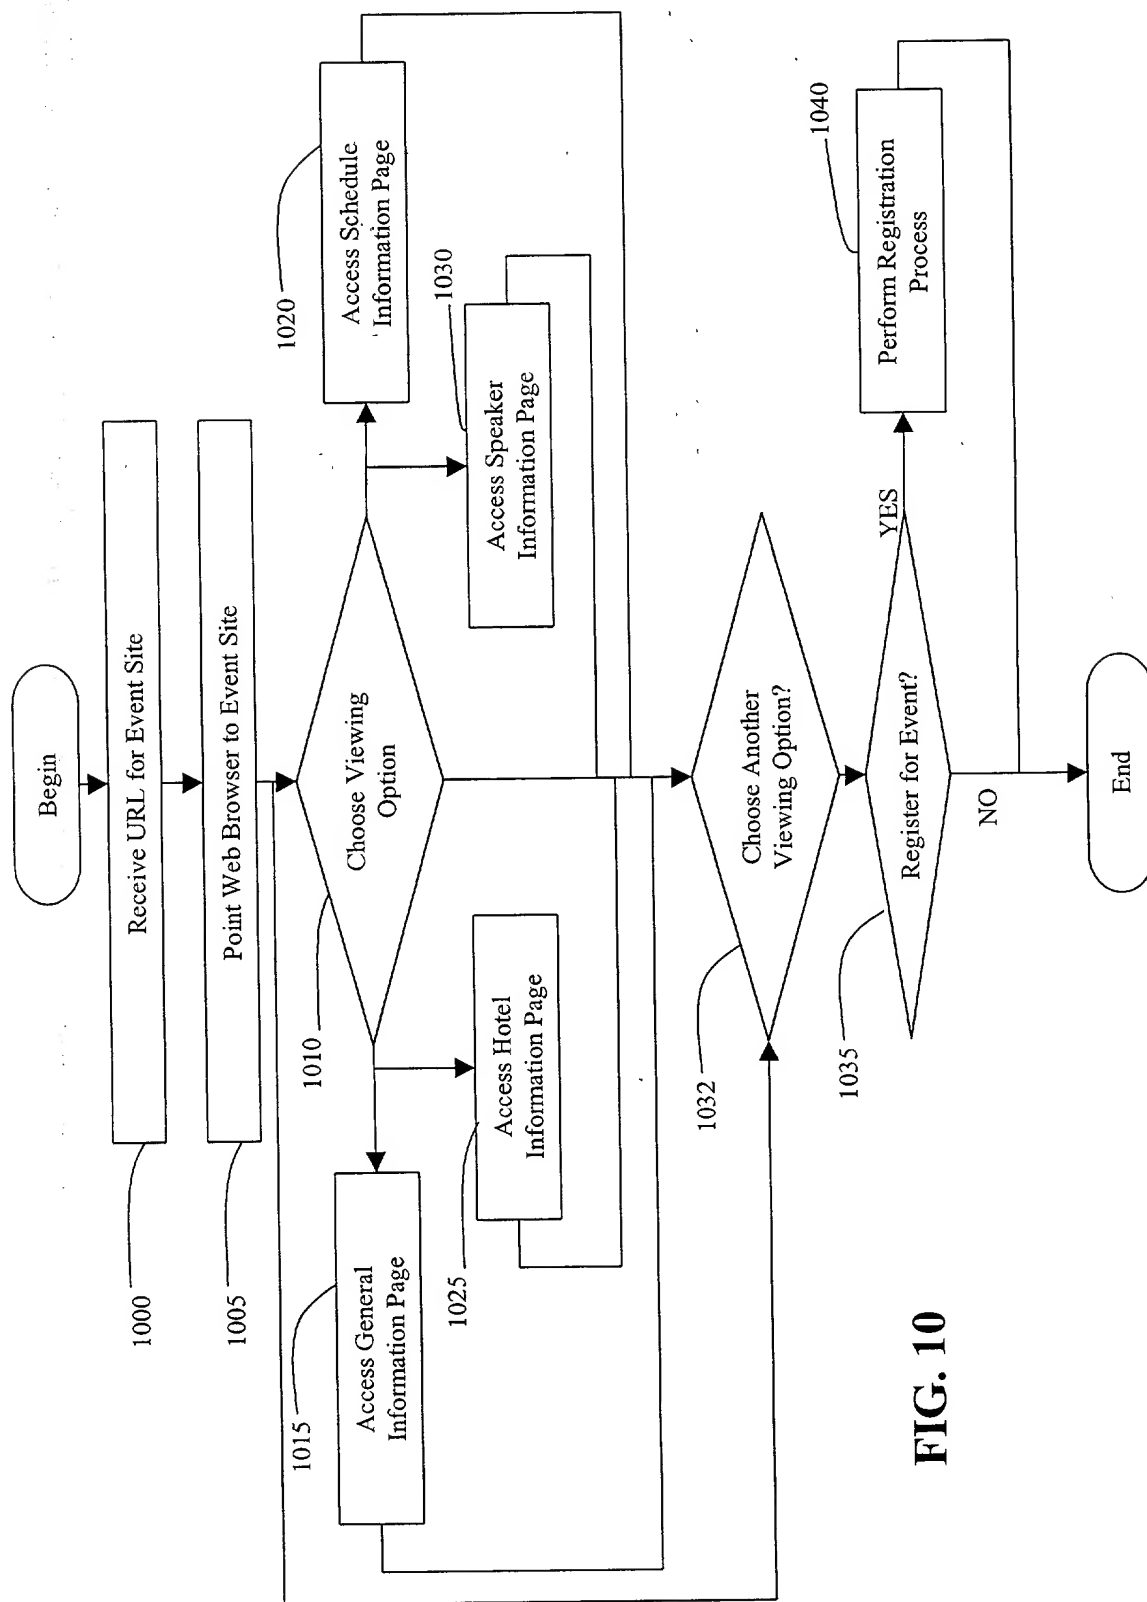 Begin
Receive URL for Event Site
1000
Point Web Browser to Event Site
1005
Choose Viewing
Option
1010
Access General
Information Page
1015
Access Schedule
Information Page
1020
Access Hotel
Information Page
1025
Access Speaker
Information Page
1030
Choose Another
Viewing Option?
1032
Register for Event?
1035
YES
NO
Perform Registration
Process
1040
End
FIG. 10